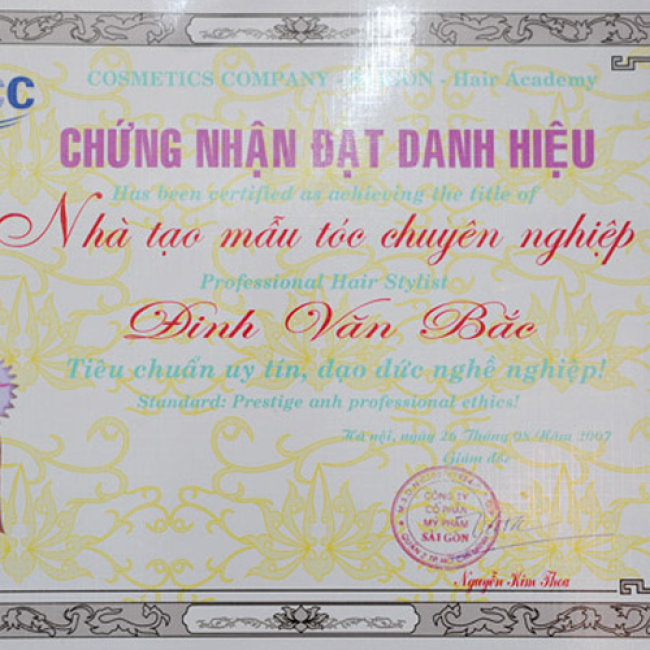 CC
COSMETICS COMPANY - SAIGON - Hair Academy
CHỨNG NHẬN ĐẠT DANH HIỆU
Has been certified as achieving the title of
Nhà tạo mẫu tóc chuyên nghiệp
Professional Hair Stylist
Đinh Văn Bắc
Tiêu chuẩn uy tín, đạo đức nghề nghiệp!
Standard: Prestige anh professional ethics!
Hà nội, ngày 26 Tháng 08 Năm 2007
Giám đốc
CÔNG TY
CỔ PHẦN
MỸ PHẨM
SÀI GÒN
Nguyễn Kim Thoa